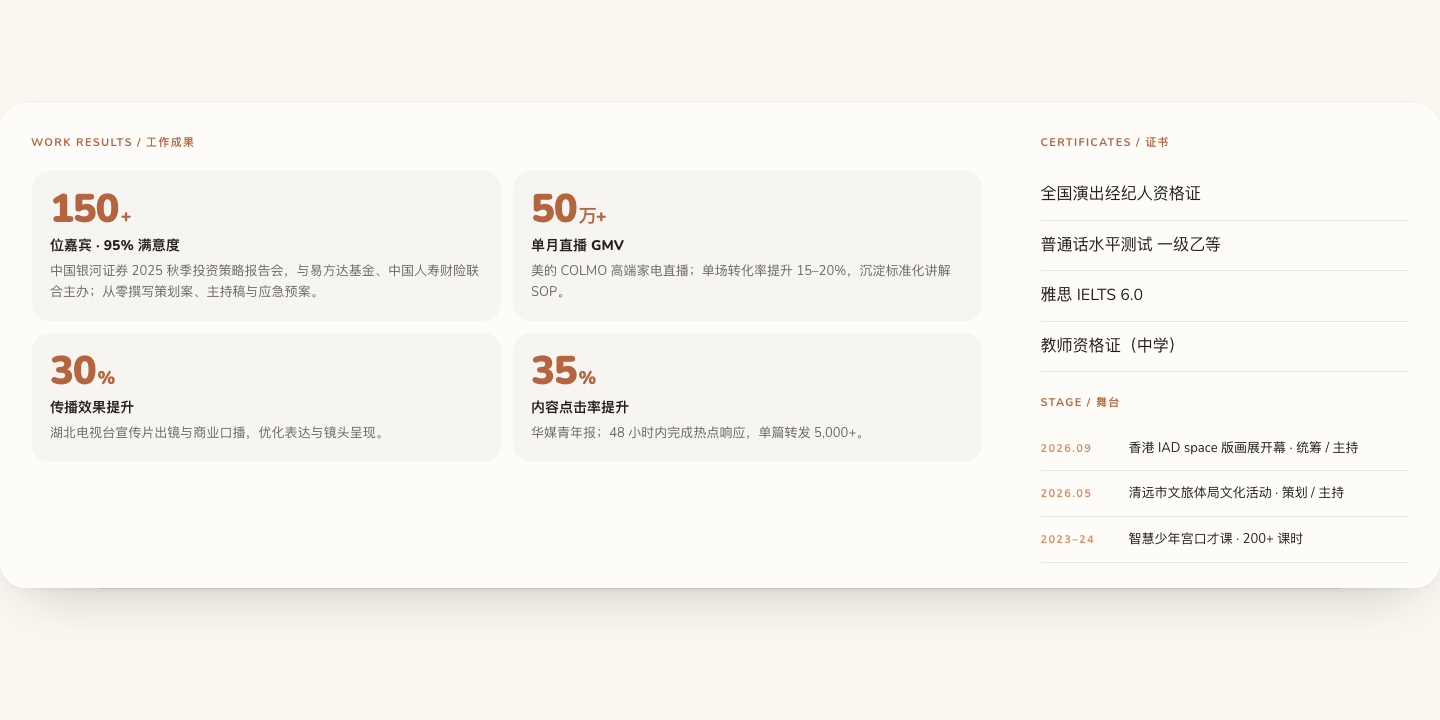 WORK RESULTS / 工作成果
150+
位嘉宾 · 95% 满意度
中国银河证券 2025 秋季投资策略报告会，与易方达基金、中国人寿财险联
合主办；从零撰写策划案、主持稿与应急预案。
50万+
单月直播 GMV
美的 COLMO 高端家电直播；单场转化率提升 15–20%，沉淀标准化讲解
SOP。
30%
传播效果提升
湖北电视台宣传片出镜与商业口播，优化表达与镜头呈现。
35%
内容点击率提升
华媒青年报；48 小时内完成热点响应，单篇转发 5,000+。
CERTIFICATES / 证书
全国演出经纪人资格证
普通话水平测试 一级乙等
雅思 IELTS 6.0
教师资格证（中学）
STAGE / 舞台
2026.09 香港 IAD space 版画展开幕 · 统筹 / 主持
2026.05 清远市文旅体局文化活动 · 策划 / 主持
2023–24 智慧少年宫口才课 · 200+ 课时